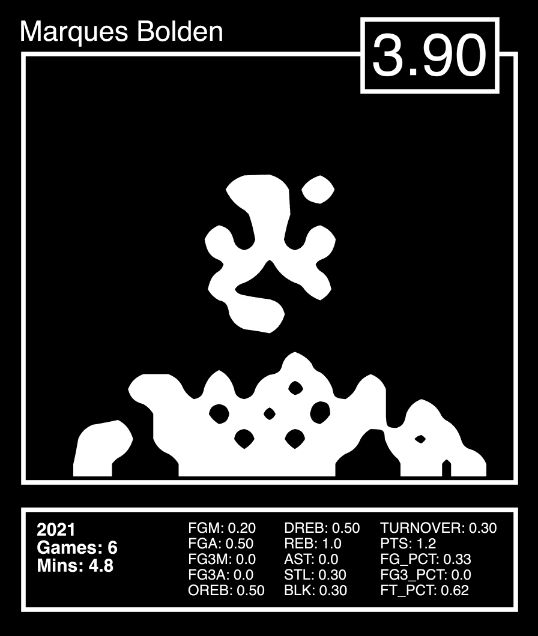 Marques Bolden
3.90
2021
Games: 6
Mins: 4.8
FGM: 0.20
FGA: 0.50
FG3M: 0.0
FG3A: 0.0
OREB: 0.50
DREB: 0.50
REB: 1.0
AST: 0.0
STL: 0.30
BLK: 0.30
TURNOVER: 0.30
PTS: 1.2
FG_PCT: 0.33
FG3_PCT: 0.0
FT_PCT: 0.62